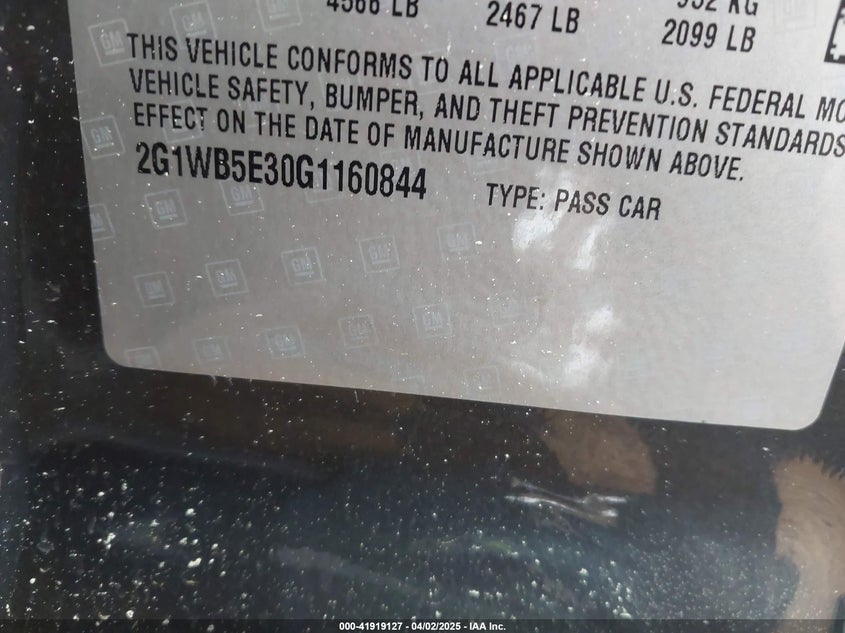 4566 LB 2467 LB 2099 LB
THIS VEHICLE CONFORMS TO ALL APPLICABLE U.S. FEDERAL MO
VEHICLE SAFETY, BUMPER, AND THEFT PREVENTION STANDARDS
EFFECT ON THE DATE OF MANUFACTURE SHOWN ABOVE.
2G1WB5E30G1160844 TYPE: PASS CAR
000-41919127 - 04/02/2025 - IAA Inc.